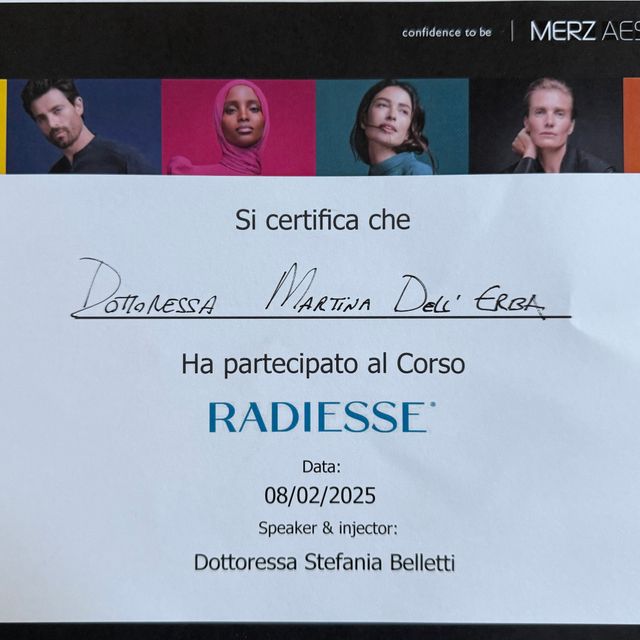 confidence to be | MERZ AES
Si certifica che
Dottoressa Martina Dell' Erba
Ha partecipato al Corso
RADIESSE®
Data:
08/02/2025
Speaker & injector:
Dottoressa Stefania Belletti